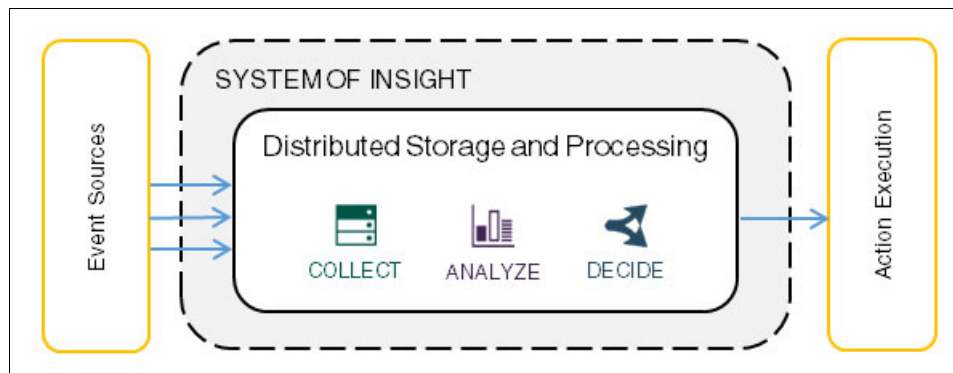 Event Sources
SYSTEM OF INSIGHT
Distributed Storage and Processing
COLLECT
ANALYZE
DECIDE
Action Execution